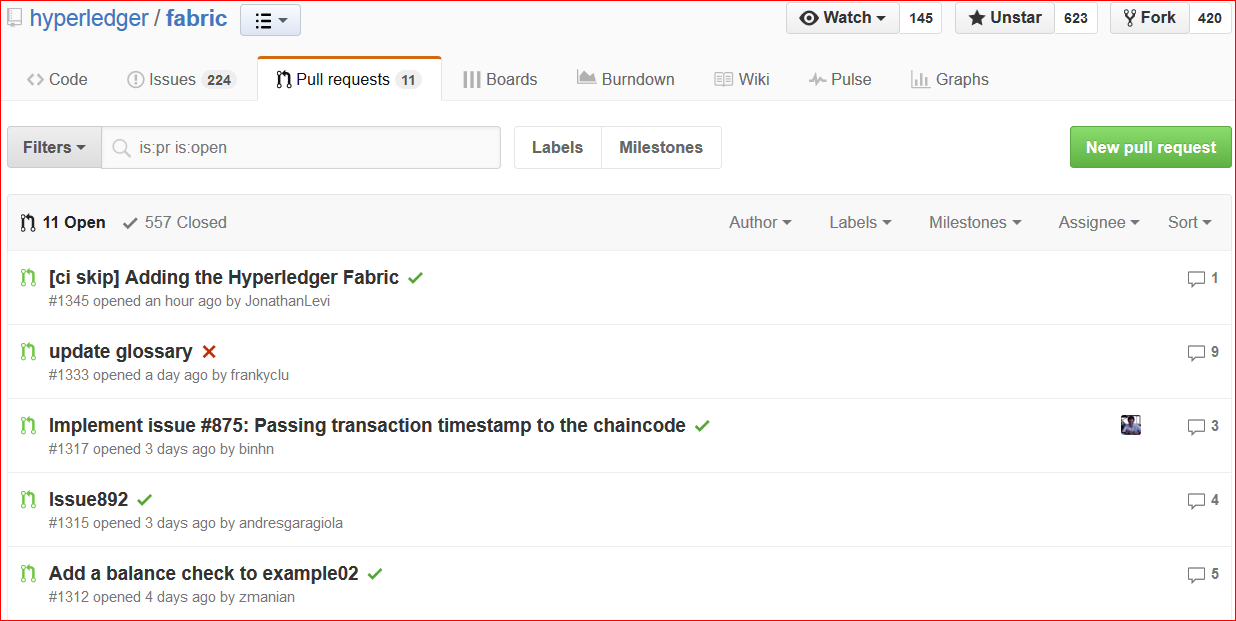 hyperledger / fabric Watch 145 Unstar 623 Fork 420
Code Issues 224 Pull requests 11 Boards Burndown Wiki Pulse Graphs
Filters is:pr is:open Labels Milestones New pull request
11 Open 557 Closed Author Labels Milestones Assignee Sort
[ci skip] Adding the Hyperledger Fabric 1
#1345 opened an hour ago by JonathanLevi
update glossary 9
#1333 opened a day ago by frankyclu
Implement issue #875: Passing transaction timestamp to the chaincode 3
#1317 opened 3 days ago by binhn
Issue892 4
#1315 opened 3 days ago by andresgaragiola
Add a balance check to example02 5
#1312 opened 4 days ago by zmanian